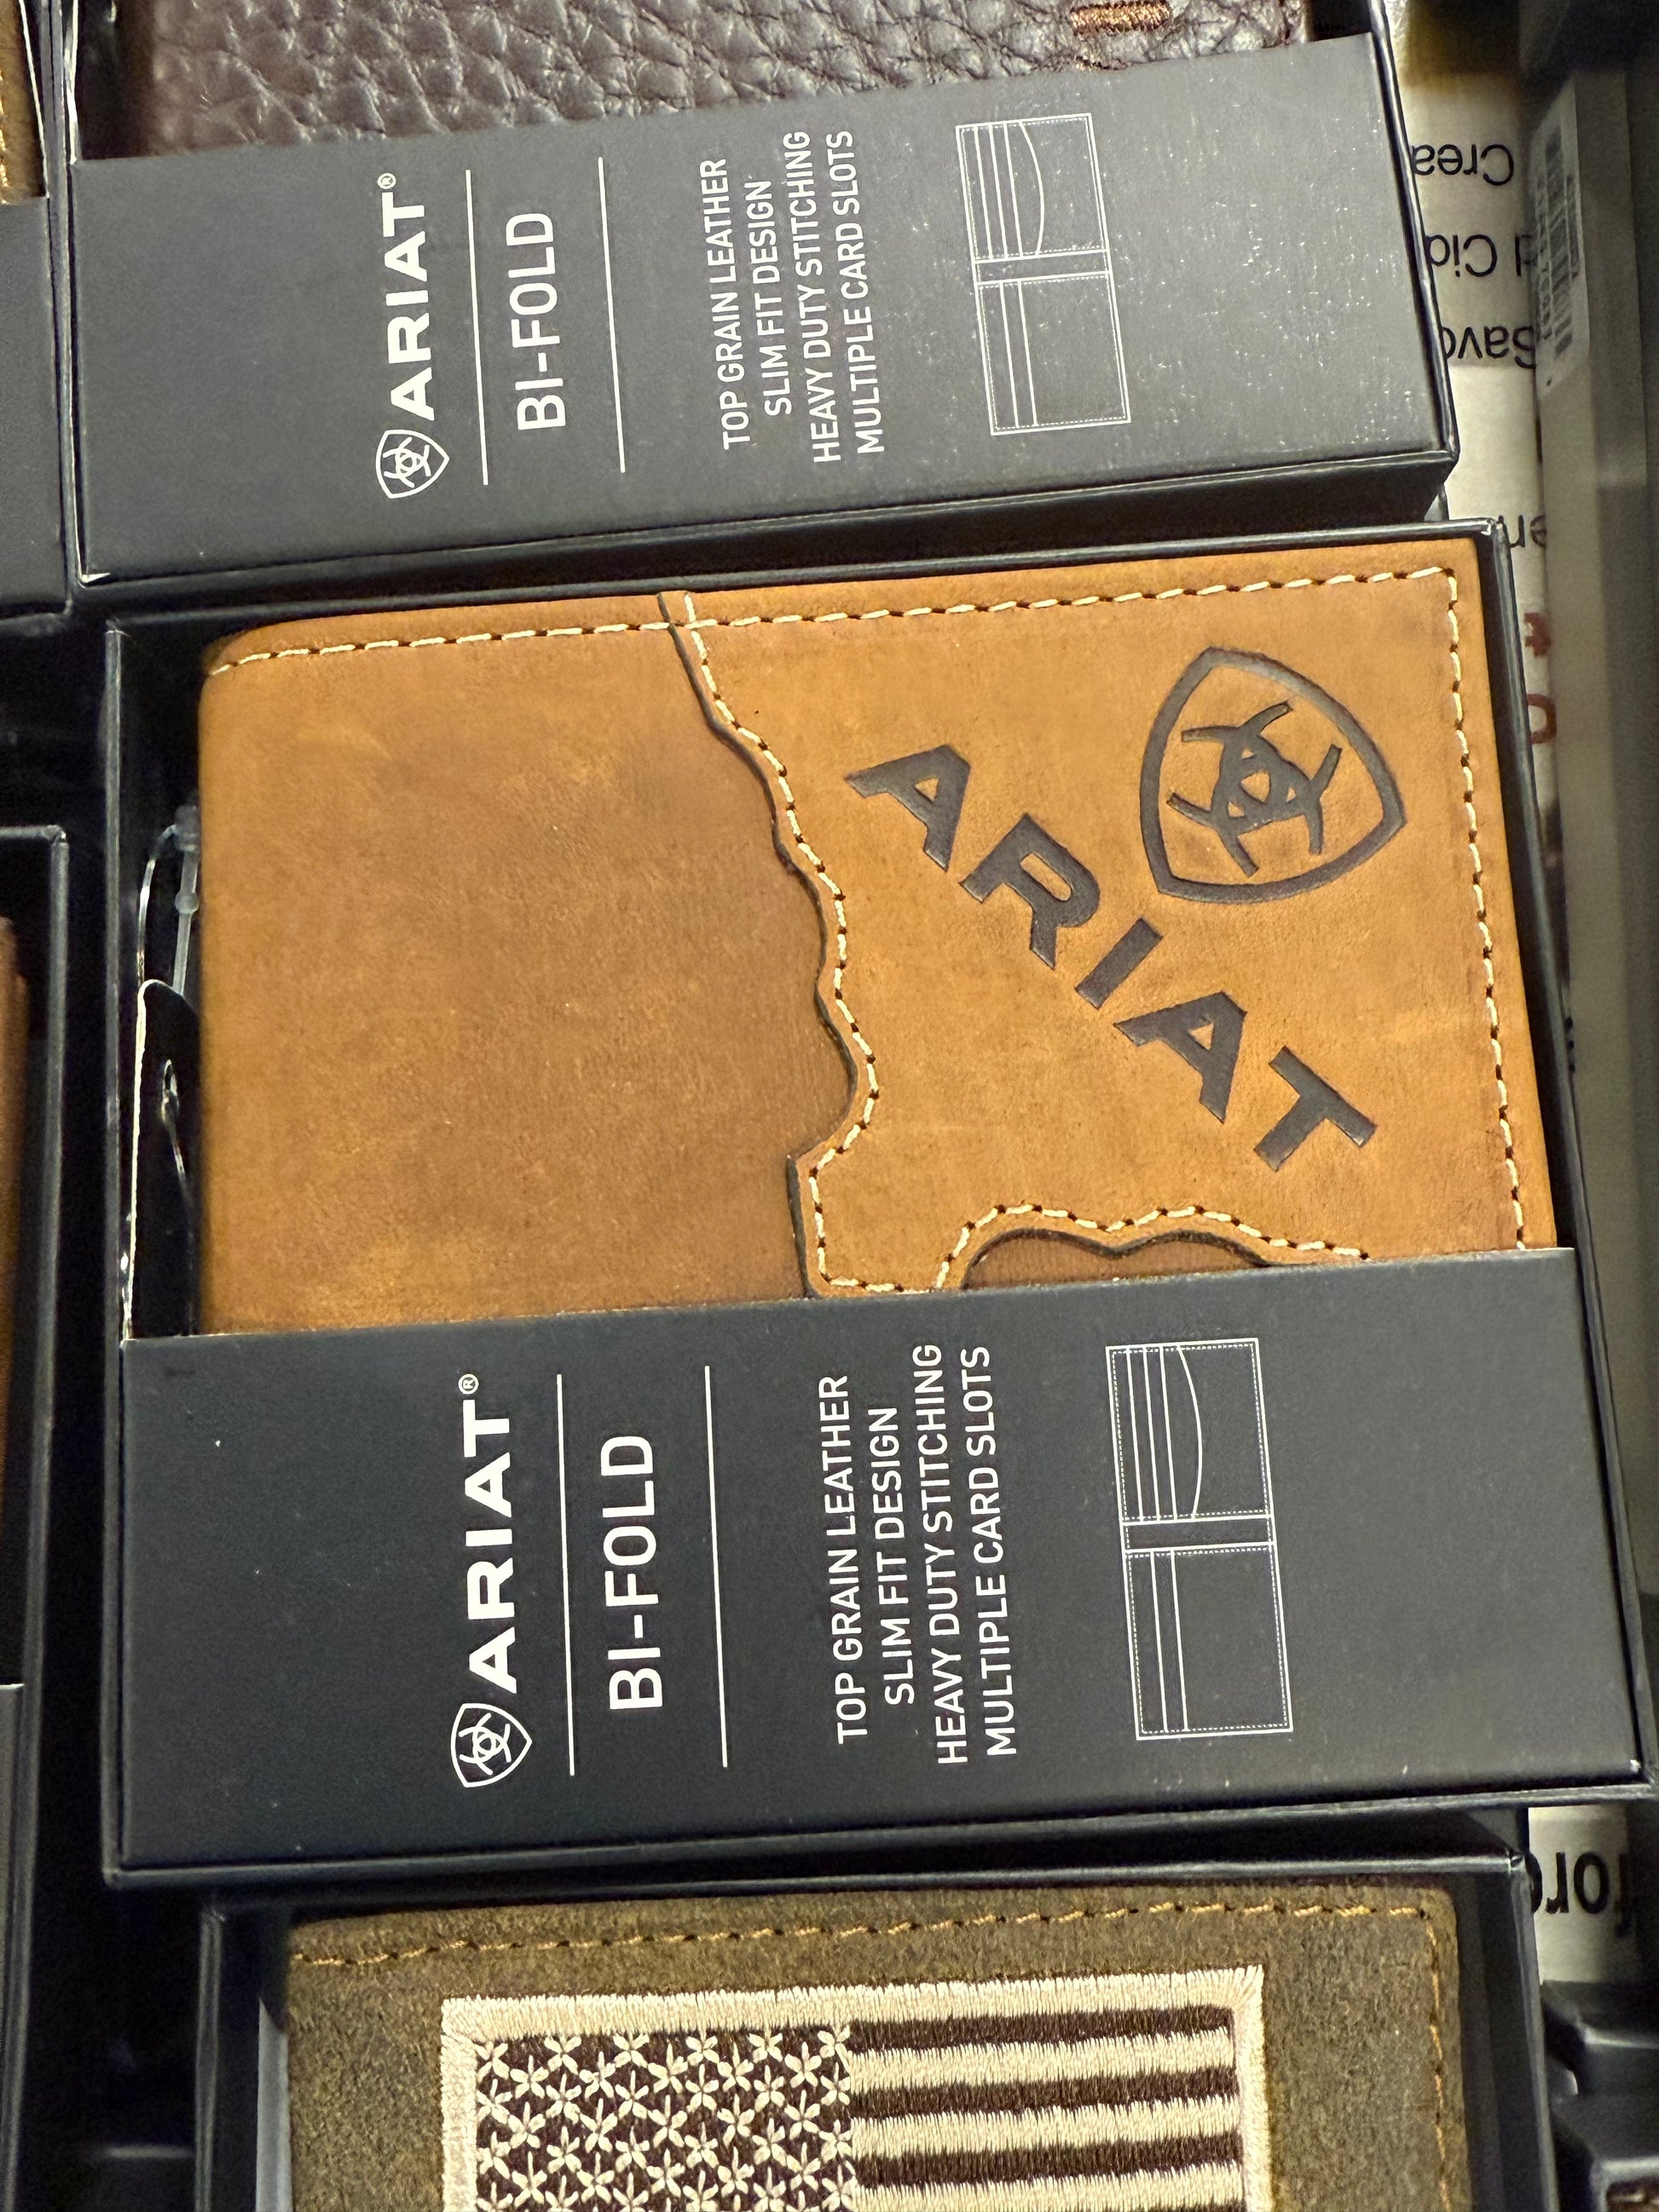 ARIAT®
BI-FOLD
TOP GRAIN LEATHER
SLIM FIT DESIGN
HEAVY DUTY STITCHING
MULTIPLE CARD SLOTS
ARIAT
ARIAT®
BI-FOLD
TOP GRAIN LEATHER
SLIM FIT DESIGN
HEAVY DUTY STITCHING
MULTIPLE CARD SLOTS